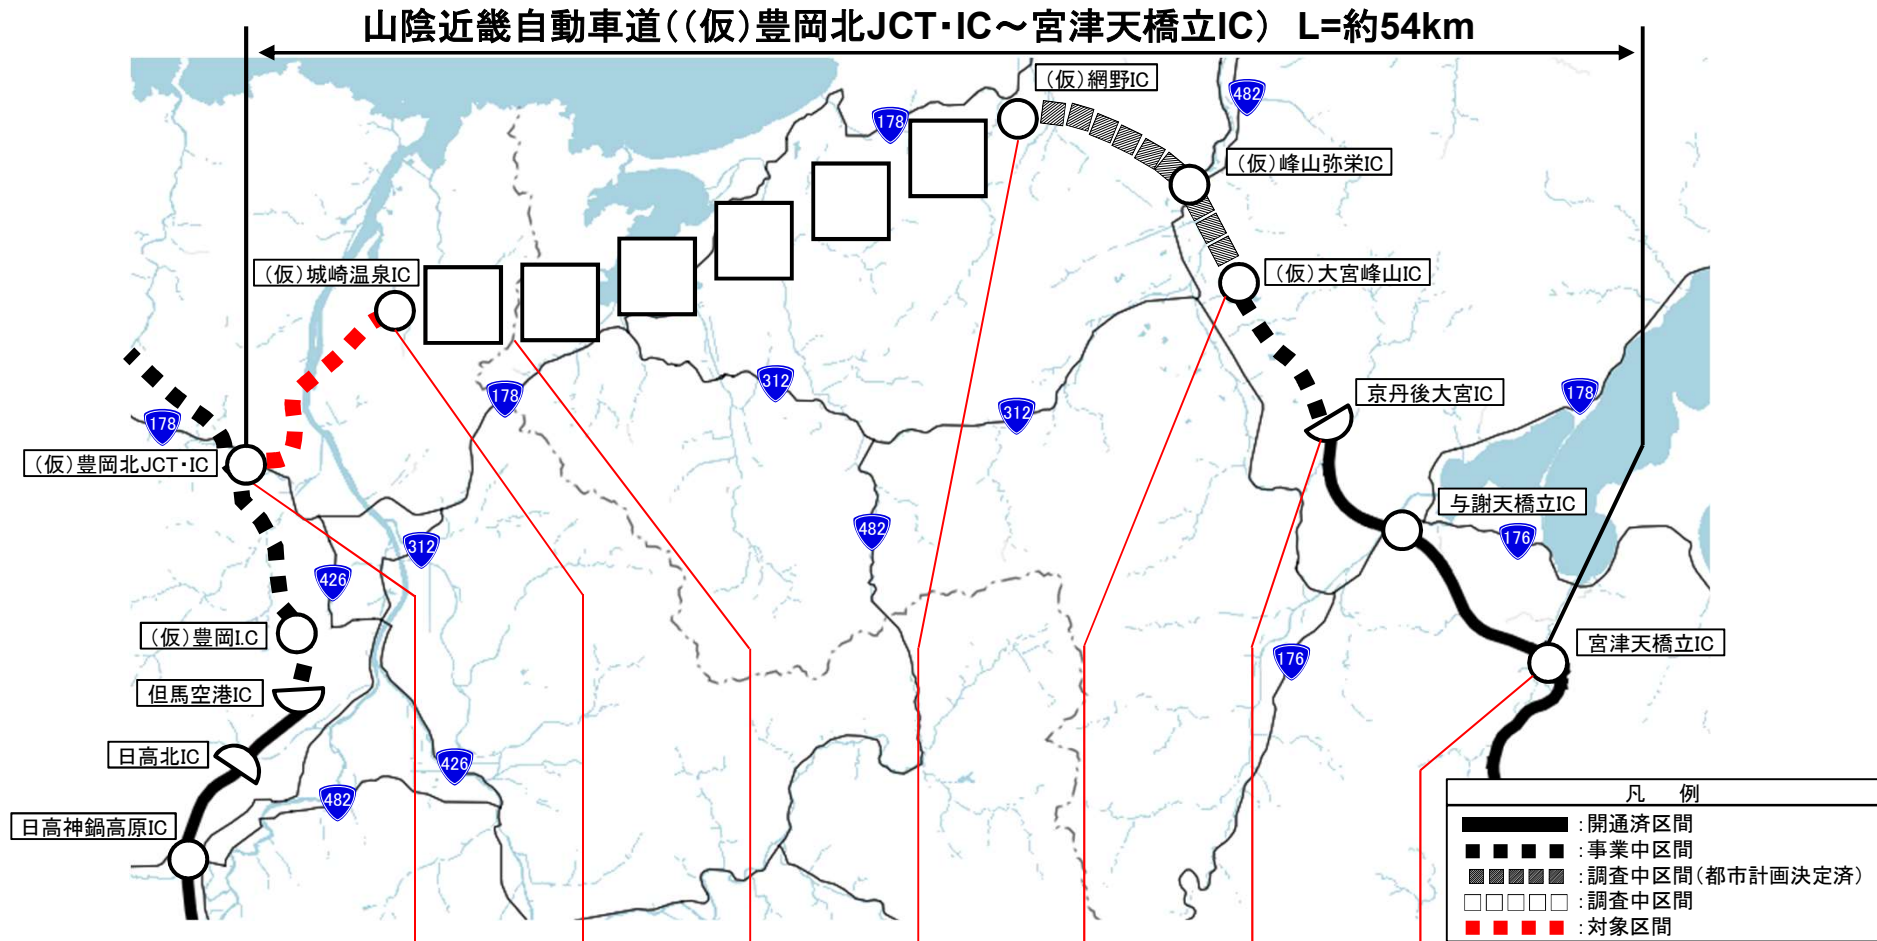 山陰近畿自動車道((仮)豊岡北JCT・IC～宮津天橋立IC) L=約54km
(仮)網野IC
482
178
(仮)峰山弥栄IC
(仮)城崎温泉IC
(仮)大宮峰山IC
312
178
178
京丹後大宮IC
312
178
(仮)豊岡北JCT・IC
与謝天橋立IC
482
176
312
426
(仮)豊岡I.C
宮津天橋立IC
176
但馬空港IC
日高北IC
426
482
日高神鍋高原IC
凡 例
:開通済区間
:事業中区間
:調査中区間(都市計画決定済)
:調査中区間
:対象区間